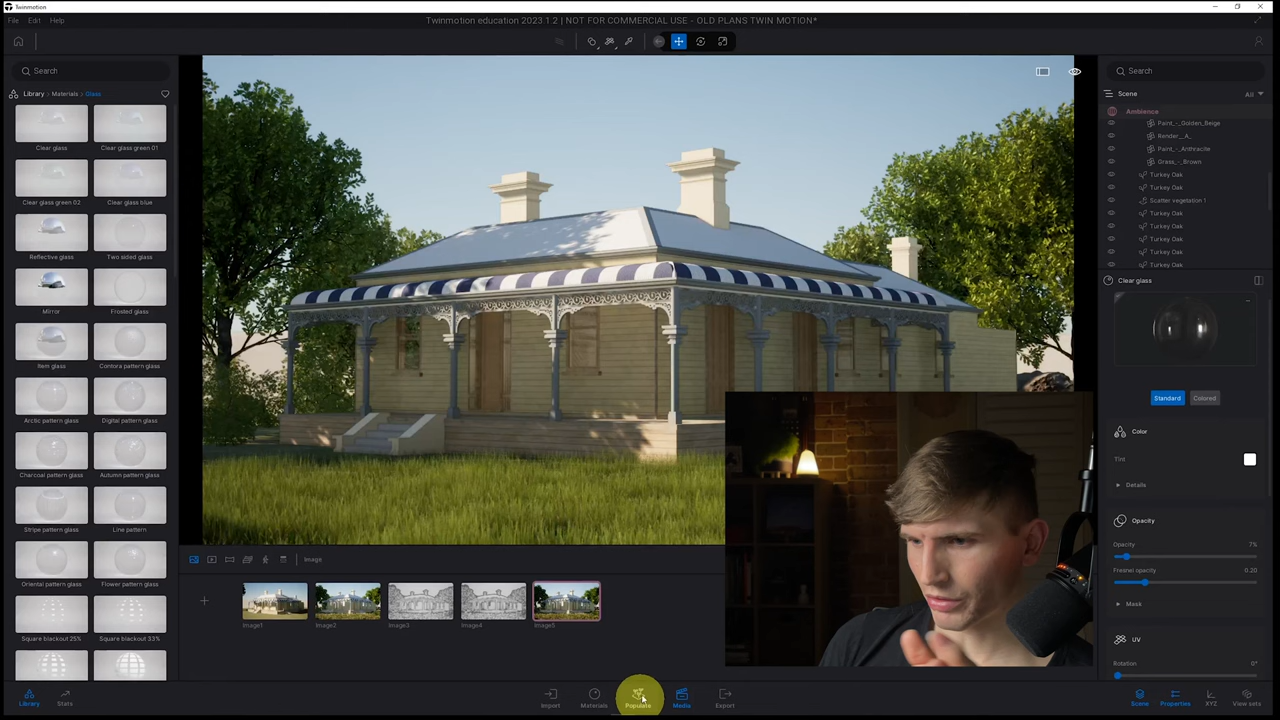 Twinmotion
File Edit Help
Twinmotion education 2023 1.2 | NOT FOR COMMERCIAL USE - OLD PLANS TWIN MOTION*
Search
Library ▸ Materials ▸ Glass
Clear glass
Clear glass green 01
Clear glass green 02
Clear glass blue
Reflective glass
Two sided glass
Mirror
Frosted glass
Item glass
Contora pattern glass
Arctic pattern glass
Digital pattern glass
Charcoal pattern glass
Autumn pattern glass
Stripe pattern glass
Line pattern
Oriental pattern glass
Flower pattern glass
Square blackout 25%
Square blackout 33%
Library
Stats
Image
Image1
Image2
Image3
Image4
Image5
Import
Materials
Populate
Media
Export
Search
Scene
All
Ambience
Paint_-_Golden_Beige
Render__A_
Paint_-_Anthracite
Grass_-_Brown
Turkey Oak
Turkey Oak
Scatter vegetation 1
Turkey Oak
Turkey Oak
Turkey Oak
Turkey Oak
Turkey Oak
Clear glass
Standard
Colored
Color
Tint
Details
Opacity
Opacity 7%
Fresnel opacity 0.20
Mask
UV
Rotation 0°
Scene
Properties
XYZ
View sets